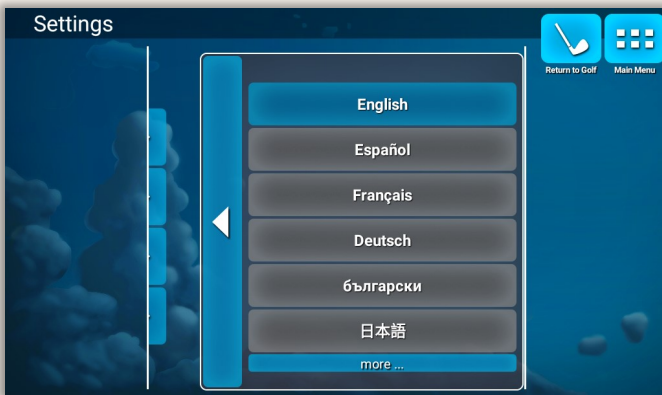 Settings
Return to Golf
Main Menu
English
Español
Français
Deutsch
български
日本語
more ...